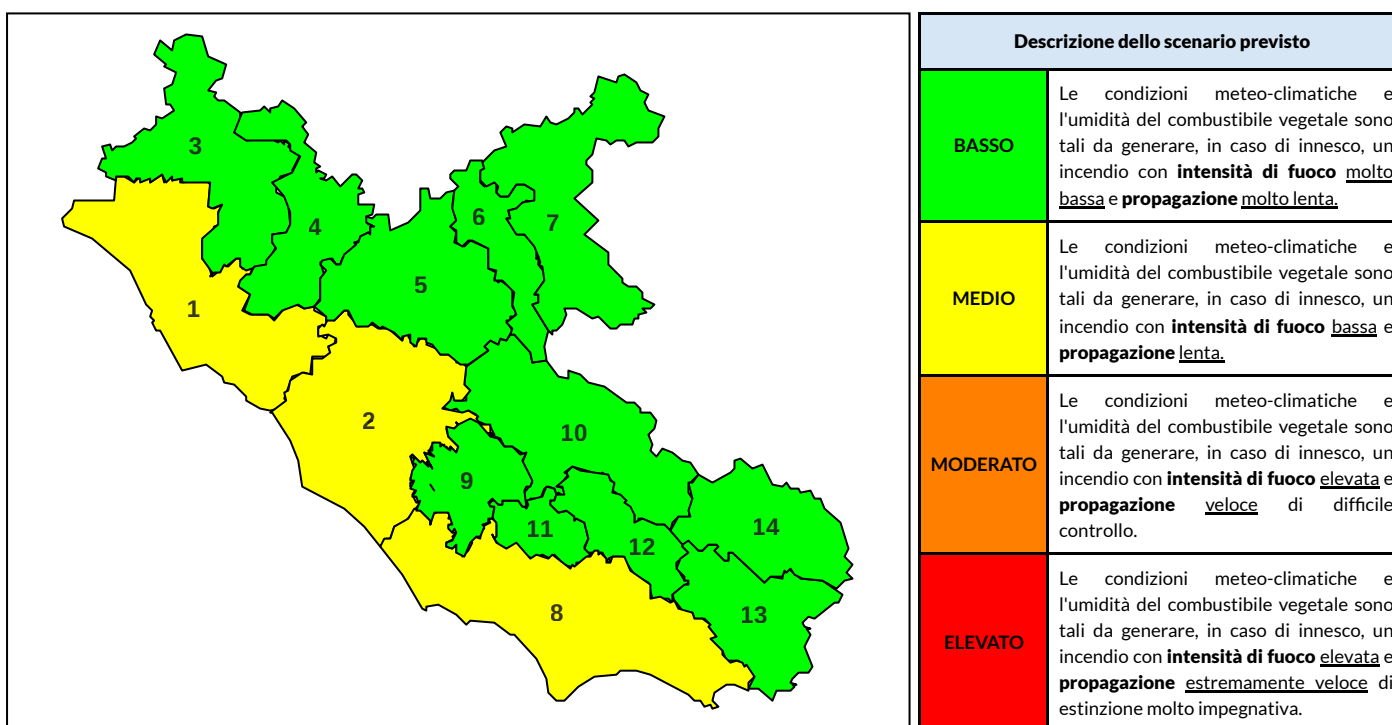 3
4
6
7
5
1
2
10
9
11
12
14
8
13
Descrizione dello scenario previsto
BASSO
Le condizioni meteo-climatiche e
l'umidità del combustibile vegetale sono
tali da generare, in caso di innesco, un
incendio con intensità di fuoco molto
bassa e propagazione molto lenta.
MEDIO
Le condizioni meteo-climatiche e
l'umidità del combustibile vegetale sono
tali da generare, in caso di innesco, un
incendio con intensità di fuoco bassa e
propagazione lenta.
MODERATO
Le condizioni meteo-climatiche e
l'umidità del combustibile vegetale sono
tali da generare, in caso di innesco, un
incendio con intensità di fuoco elevata e
propagazione veloce di difficile
controllo.
ELEVATO
Le condizioni meteo-climatiche e
l'umidità del combustibile vegetale sono
tali da generare, in caso di innesco, un
incendio con intensità di fuoco elevata e
propagazione estremamente veloce di
estinzione molto impegnativa.